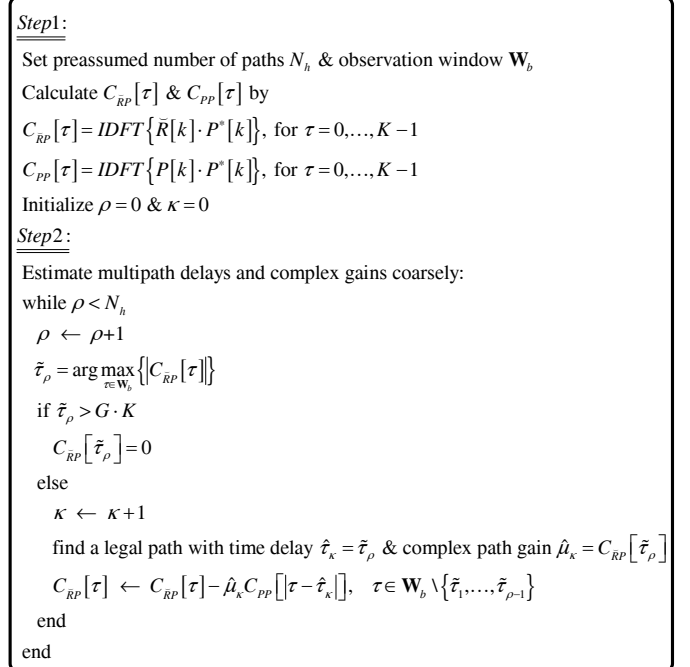 Step1:
Set preassumed number of paths N_h & observation window W_b
Calculate C_{R̆P}[τ] & C_{PP}[τ] by
C_{R̆P}[τ] = IDFT{R̆[k]·P*[k]}, for τ = 0,…,K−1
C_{PP}[τ] = IDFT{P[k]·P*[k]}, for τ = 0,…,K−1
Initialize ρ = 0 & κ = 0
Step2:
Estimate multipath delays and complex gains coarsely:
while ρ < N_h
ρ ← ρ+1
τ̃_ρ = arg max_{τ∈W_b} {|C_{R̆P}[τ]|}
if τ̃_ρ > G·K
C_{R̆P}[τ̃_ρ] = 0
else
κ ← κ+1
find a legal path with time delay τ̂_κ = τ̃_ρ & complex path gain μ̂_κ = C_{R̆P}[τ̃_ρ]
C_{R̆P}[τ] ← C_{R̆P}[τ] − μ̂_κ C_{PP}[|τ − τ̂_κ|], τ ∈ W_b \{τ̃_1,…,τ̃_{ρ−1}}
end
end